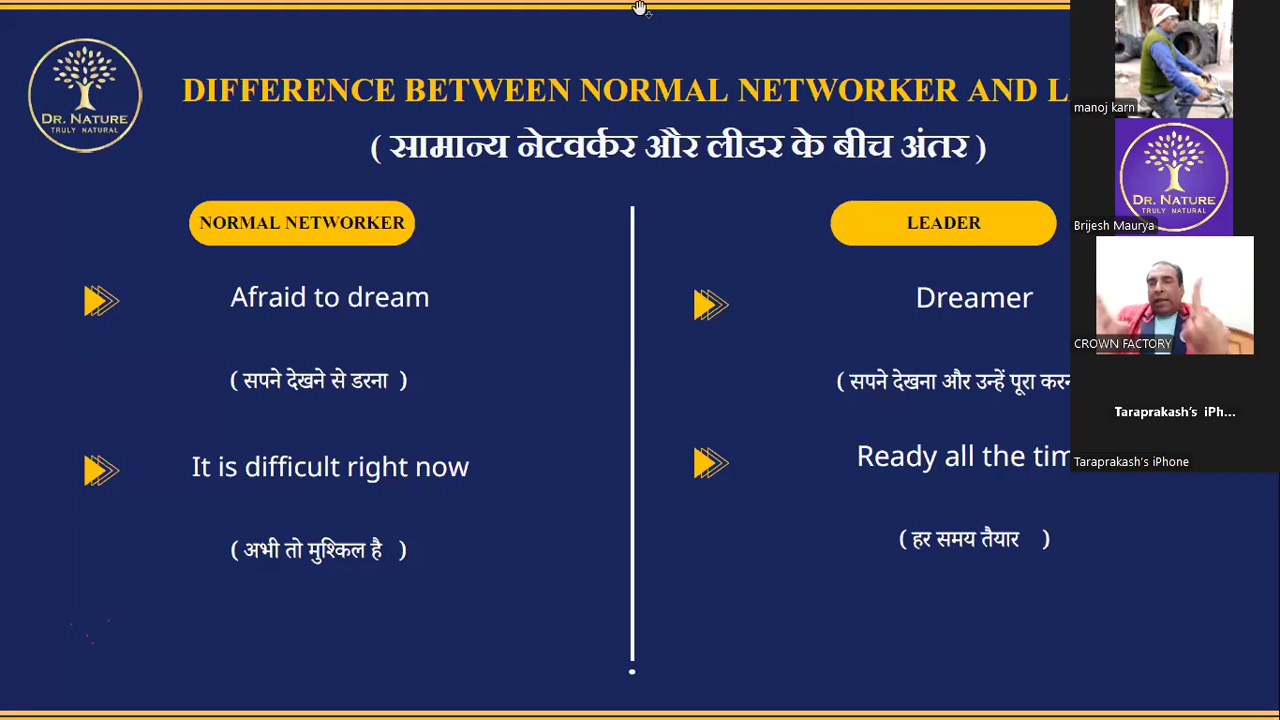 DR. NATURE
TRULY NATURAL
DIFFERENCE BETWEEN NORMAL NETWORKER AND L
( सामान्य नेटवर्कर और लीडर के बीच अंतर )
NORMAL NETWORKER
Afraid to dream
( सपने देखने से डरना )
It is difficult right now
( अभी तो मुश्किल है )
LEADER
Dreamer
( सपने देखना और उन्हें पूरा करन
Ready all the tim
( हर समय तैयार )
manoj karn
DR. NATURE
TRULY NATURAL
Brijesh Maurya
CROWN FACTORY
Taraprakash's iPh...
Taraprakash's iPhone